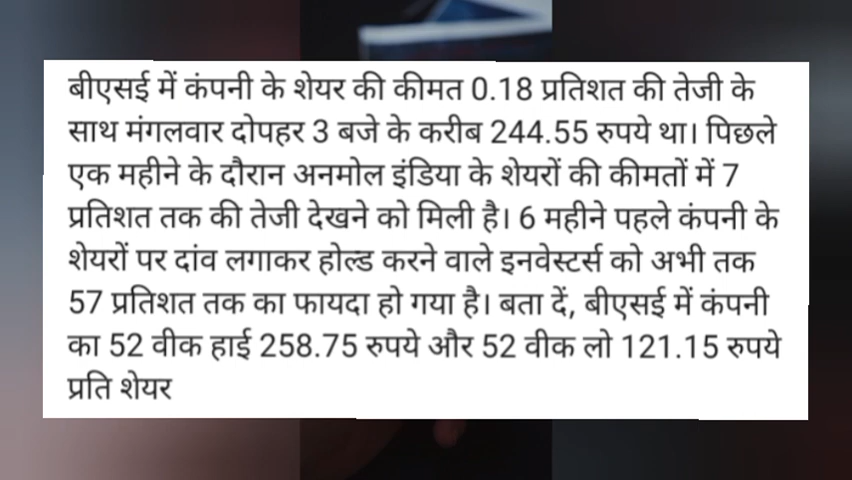 बीएसई में कंपनी के शेयर की कीमत 0.18 प्रतिशत की तेजी के
साथ मंगलवार दोपहर 3 बजे के करीब 244.55 रुपये था। पिछले
एक महीने के दौरान अनमोल इंडिया के शेयरों की कीमतों में 7
प्रतिशत तक की तेजी देखने को मिली है। 6 महीने पहले कंपनी के
शेयरों पर दांव लगाकर होल्ड करने वाले इनवेस्टर्स को अभी तक
57 प्रतिशत तक का फायदा हो गया है। बता दें, बीएसई में कंपनी
का 52 वीक हाई 258.75 रुपये और 52 वीक लो 121.15 रुपये
प्रति शेयर